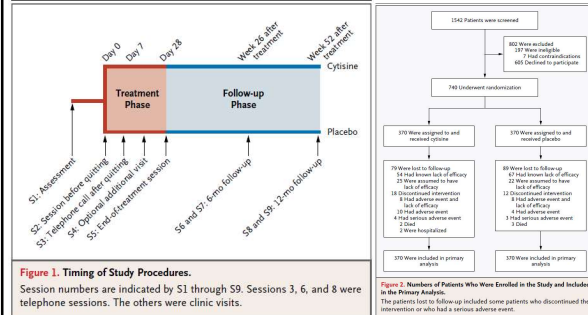 Day 0
Day 7
Day 28
Week 26 after
treatment
Week 52 after
treatment
Cytisine
Treatment
Phase
Follow-up
Phase
Placebo
S1: Assessment
S2: Session before quitting
S3: Telephone call after quitting
S4: Optional additional visit
S5: End-of-treatment session
S6 and S7: 6-mo follow-up
S8 and S9: 12-mo follow-up
Figure 1. Timing of Study Procedures.
Session numbers are indicated by S1 through S9. Sessions 3, 6, and 8 were
telephone sessions. The others were clinic visits.
1542 Patients were screened
802 Were excluded
197 Were ineligible
7 Had contraindications
605 Declined to participate
740 Underwent randomization
370 Were assigned to and
received cytisine
370 Were assigned to and
received placebo
79 Were lost to follow-up
54 Had known lack of efficacy
25 Were assumed to have
lack of efficacy
18 Discontinued intervention
8 Had adverse event and
lack of efficacy
10 Had adverse event
4 Had serious adverse event
2 Died
2 Were hospitalized
89 Were lost to follow-up
67 Had known lack of efficacy
22 Were assumed to have
lack of efficacy
12 Discontinued intervention
8 Had adverse event and
lack of efficacy
4 Had adverse event
3 Had serious adverse event
3 Died
370 Were included in primary
analysis
370 Were included in primary
analysis
Figure 2. Numbers of Patients Who Were Enrolled in the Study and Included
in the Primary Analysis.
The patients lost to follow-up included some patients who discontinued the
intervention or who had a serious adverse event.